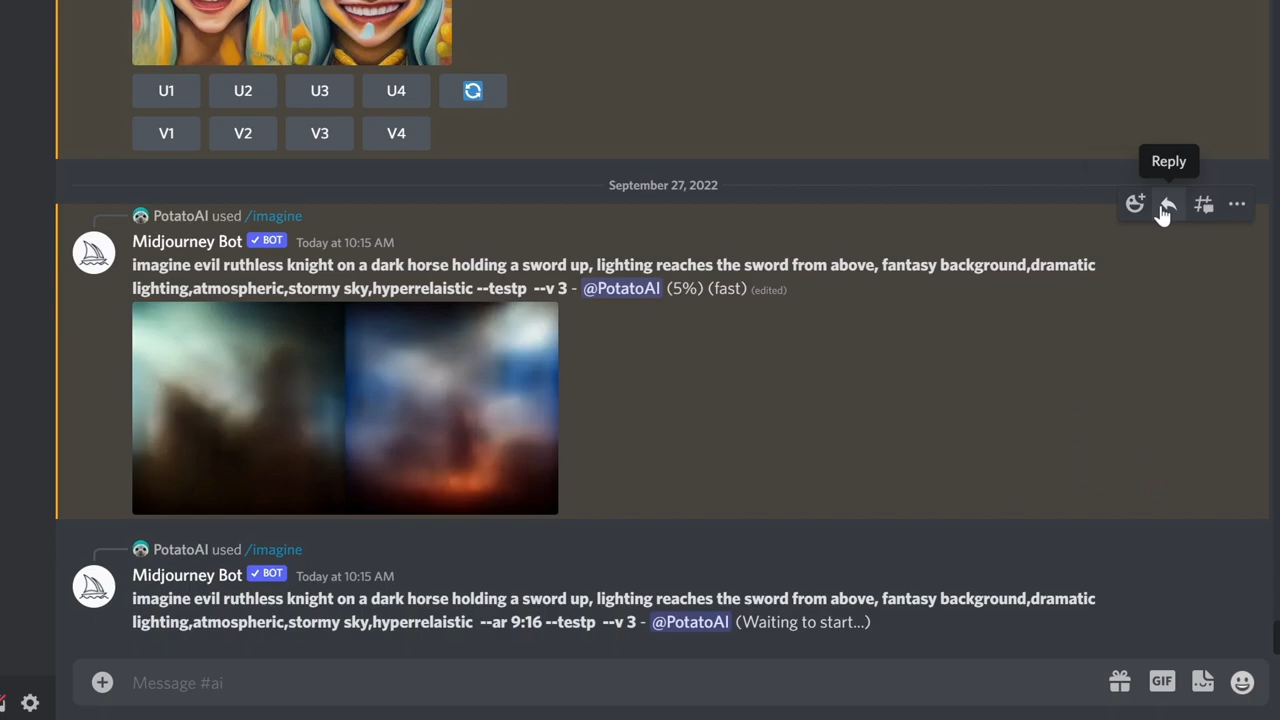 U1 U2 U3 U4
V1 V2 V3 V4
Reply
September 27, 2022
PotatoAI used /imagine
Midjourney Bot ✓ BOT Today at 10:15 AM
imagine evil ruthless knight on a dark horse holding a sword up, lighting reaches the sword from above, fantasy background,dramatic
lighting,atmospheric,stormy sky,hyperrelaistic --testp --v 3 - @PotatoAI (5%) (fast) (edited)
PotatoAI used /imagine
Midjourney Bot ✓ BOT Today at 10:15 AM
imagine evil ruthless knight on a dark horse holding a sword up, lighting reaches the sword from above, fantasy background,dramatic
lighting,atmospheric,stormy sky,hyperrelaistic --ar 9:16 --testp --v 3 - @PotatoAI (Waiting to start...)
Message #ai
GIF